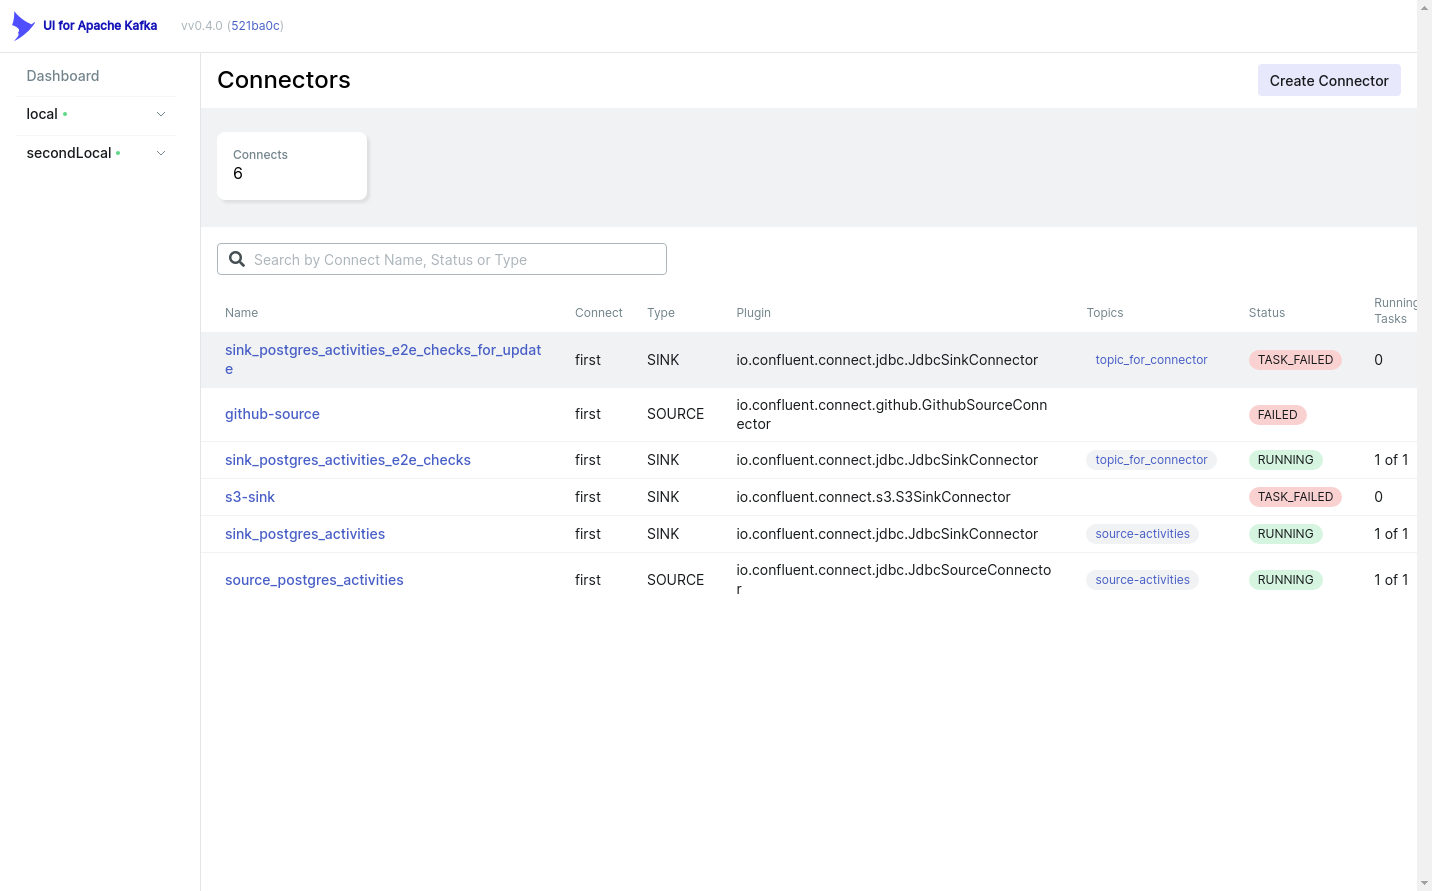 UI for Apache Kafka
vv0.4.0 (521ba0c)
Dashboard
local
secondLocal
Connectors
Create Connector
Connects
6
Search by Connect Name, Status or Type
Name Connect Type Plugin Topics Status Running
Tasks
sink_postgres_activities_e2e_checks_for_updat
e
first SINK io.confluent.connect.jdbc.JdbcSinkConnector topic_for_connector TASK_FAILED 0
github-source first SOURCE io.confluent.connect.github.GithubSourceConn
ector
FAILED
sink_postgres_activities_e2e_checks first SINK io.confluent.connect.jdbc.JdbcSinkConnector topic_for_connector RUNNING 1 of 1
s3-sink first SINK io.confluent.connect.s3.S3SinkConnector TASK_FAILED 0
sink_postgres_activities first SINK io.confluent.connect.jdbc.JdbcSinkConnector source-activities RUNNING 1 of 1
source_postgres_activities first SOURCE io.confluent.connect.jdbc.JdbcSourceConnecto
r
source-activities RUNNING 1 of 1